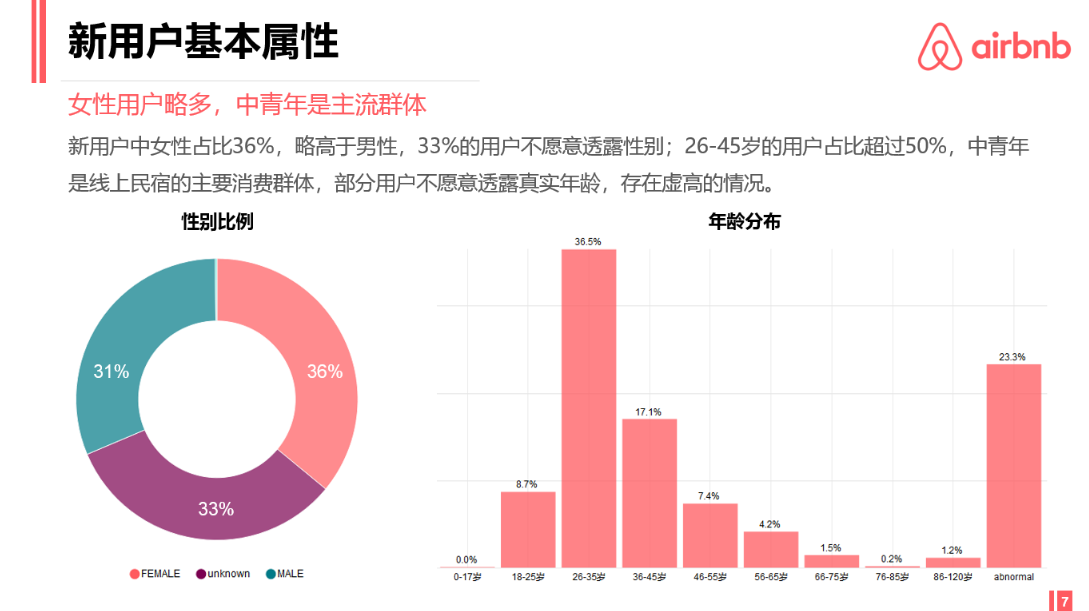 新用户基本属性
airbnb
女性用户略多，中青年是主流群体
新用户中女性占比36%，略高于男性，33%的用户不愿意透露性别；26-45岁的用户占比超过50%，中青年
是线上民宿的主要消费群体，部分用户不愿意透露真实年龄，存在虚高的情况。
性别比例
31%
36%
33%
FEMALE unknown MALE
年龄分布
36.5%
23.3%
17.1%
8.7%
7.4%
4.2%
1.5%
1.2%
0.2%
0.0%
0-17岁 18-25岁 26-35岁 36-45岁 46-55岁 56-65岁 66-75岁 76-85岁 86-120岁 abnormal
7